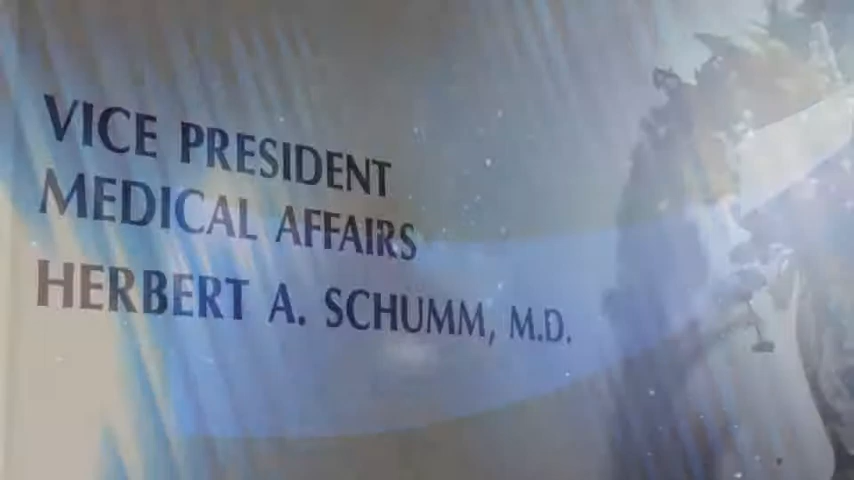 VICE PRESIDENT
MEDICAL AFFAIRS
HERBERT A. SCHUMM, M.D.